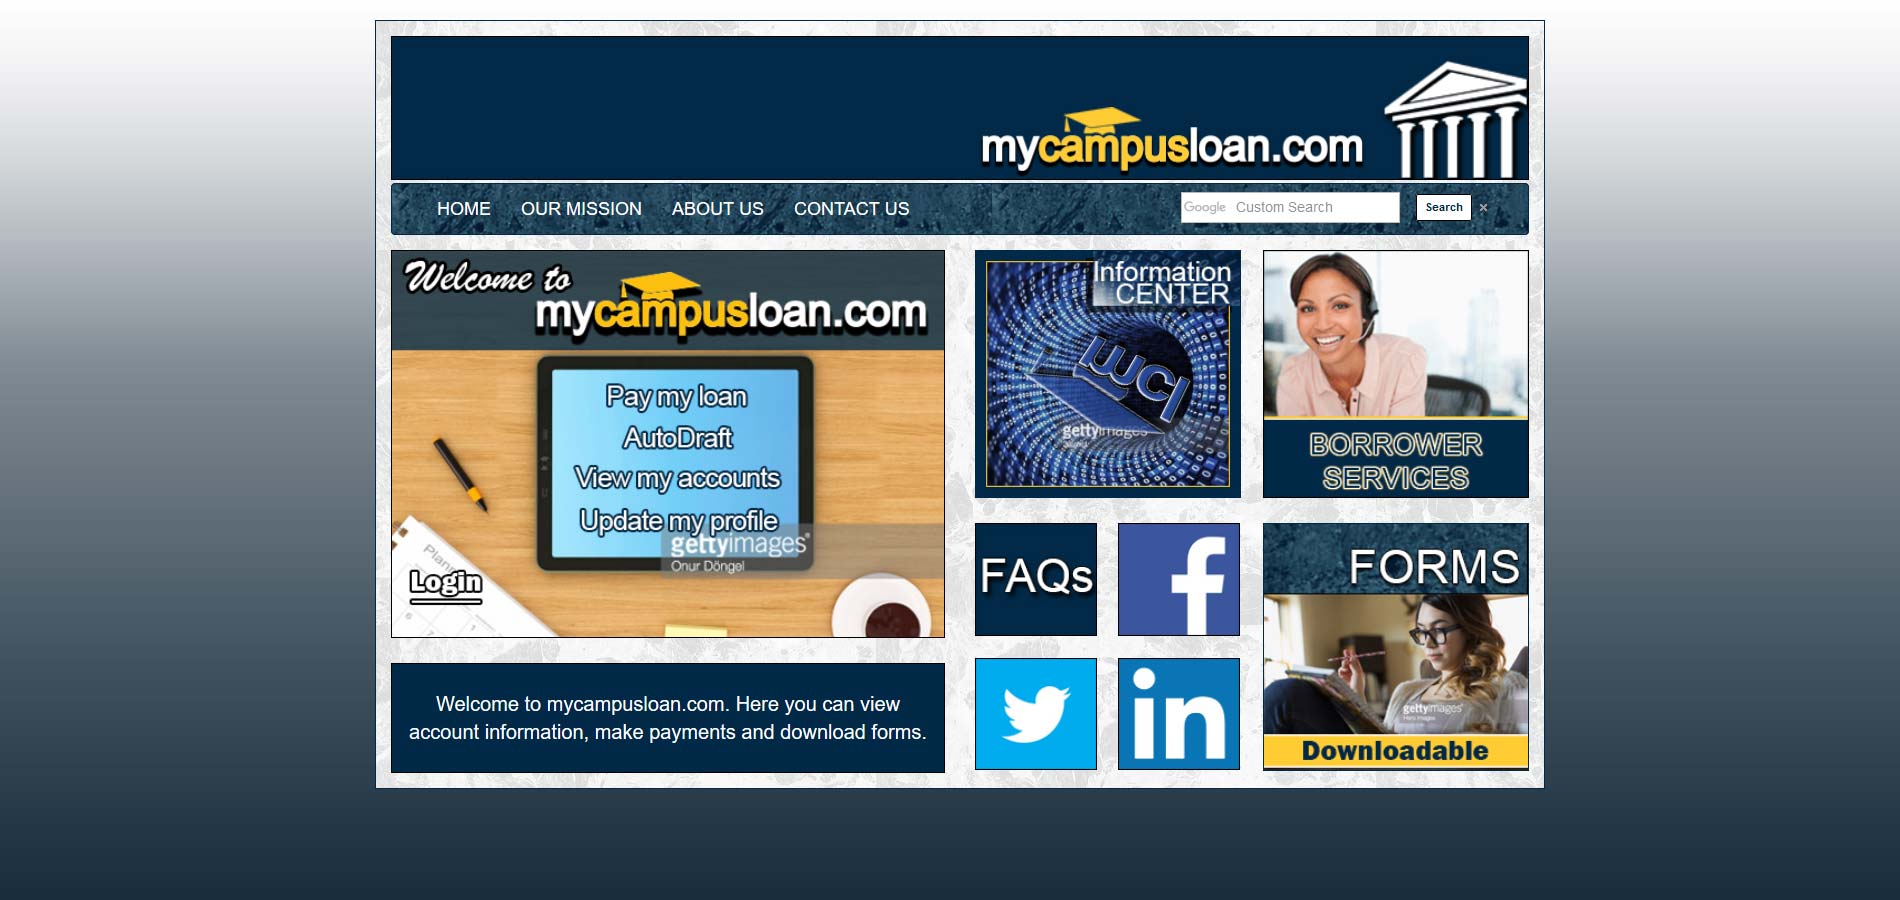 mycampusloan.com
HOME OUR MISSION ABOUT US CONTACT US
Google Custom Search Search ×
Welcome to
mycampusloan.com
Pay my loan
AutoDraft
View my accounts
Update my profile
gettyimages®
Onur Döngel
Login
Welcome to mycampusloan.com. Here you can view
account information, make payments and download forms.
Information
CENTER
gettyimages
BORROWER
SERVICES
FAQs
f
in
FORMS
gettyimages®
Hero Images
Downloadable